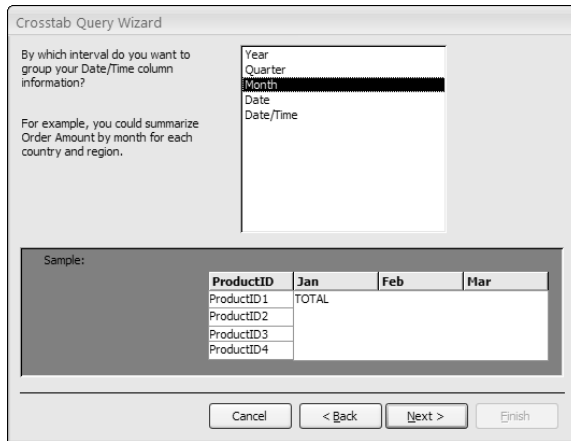 Crosstab Query Wizard
By which interval do you want to
group your Date/Time column
information?
For example, you could summarize
Order Amount by month for each
country and region.
Year
Quarter
Month
Date
Date/Time
Sample:
ProductID Jan Feb Mar
ProductID1 TOTAL
ProductID2
ProductID3
ProductID4
Cancel < Back Next > Finish